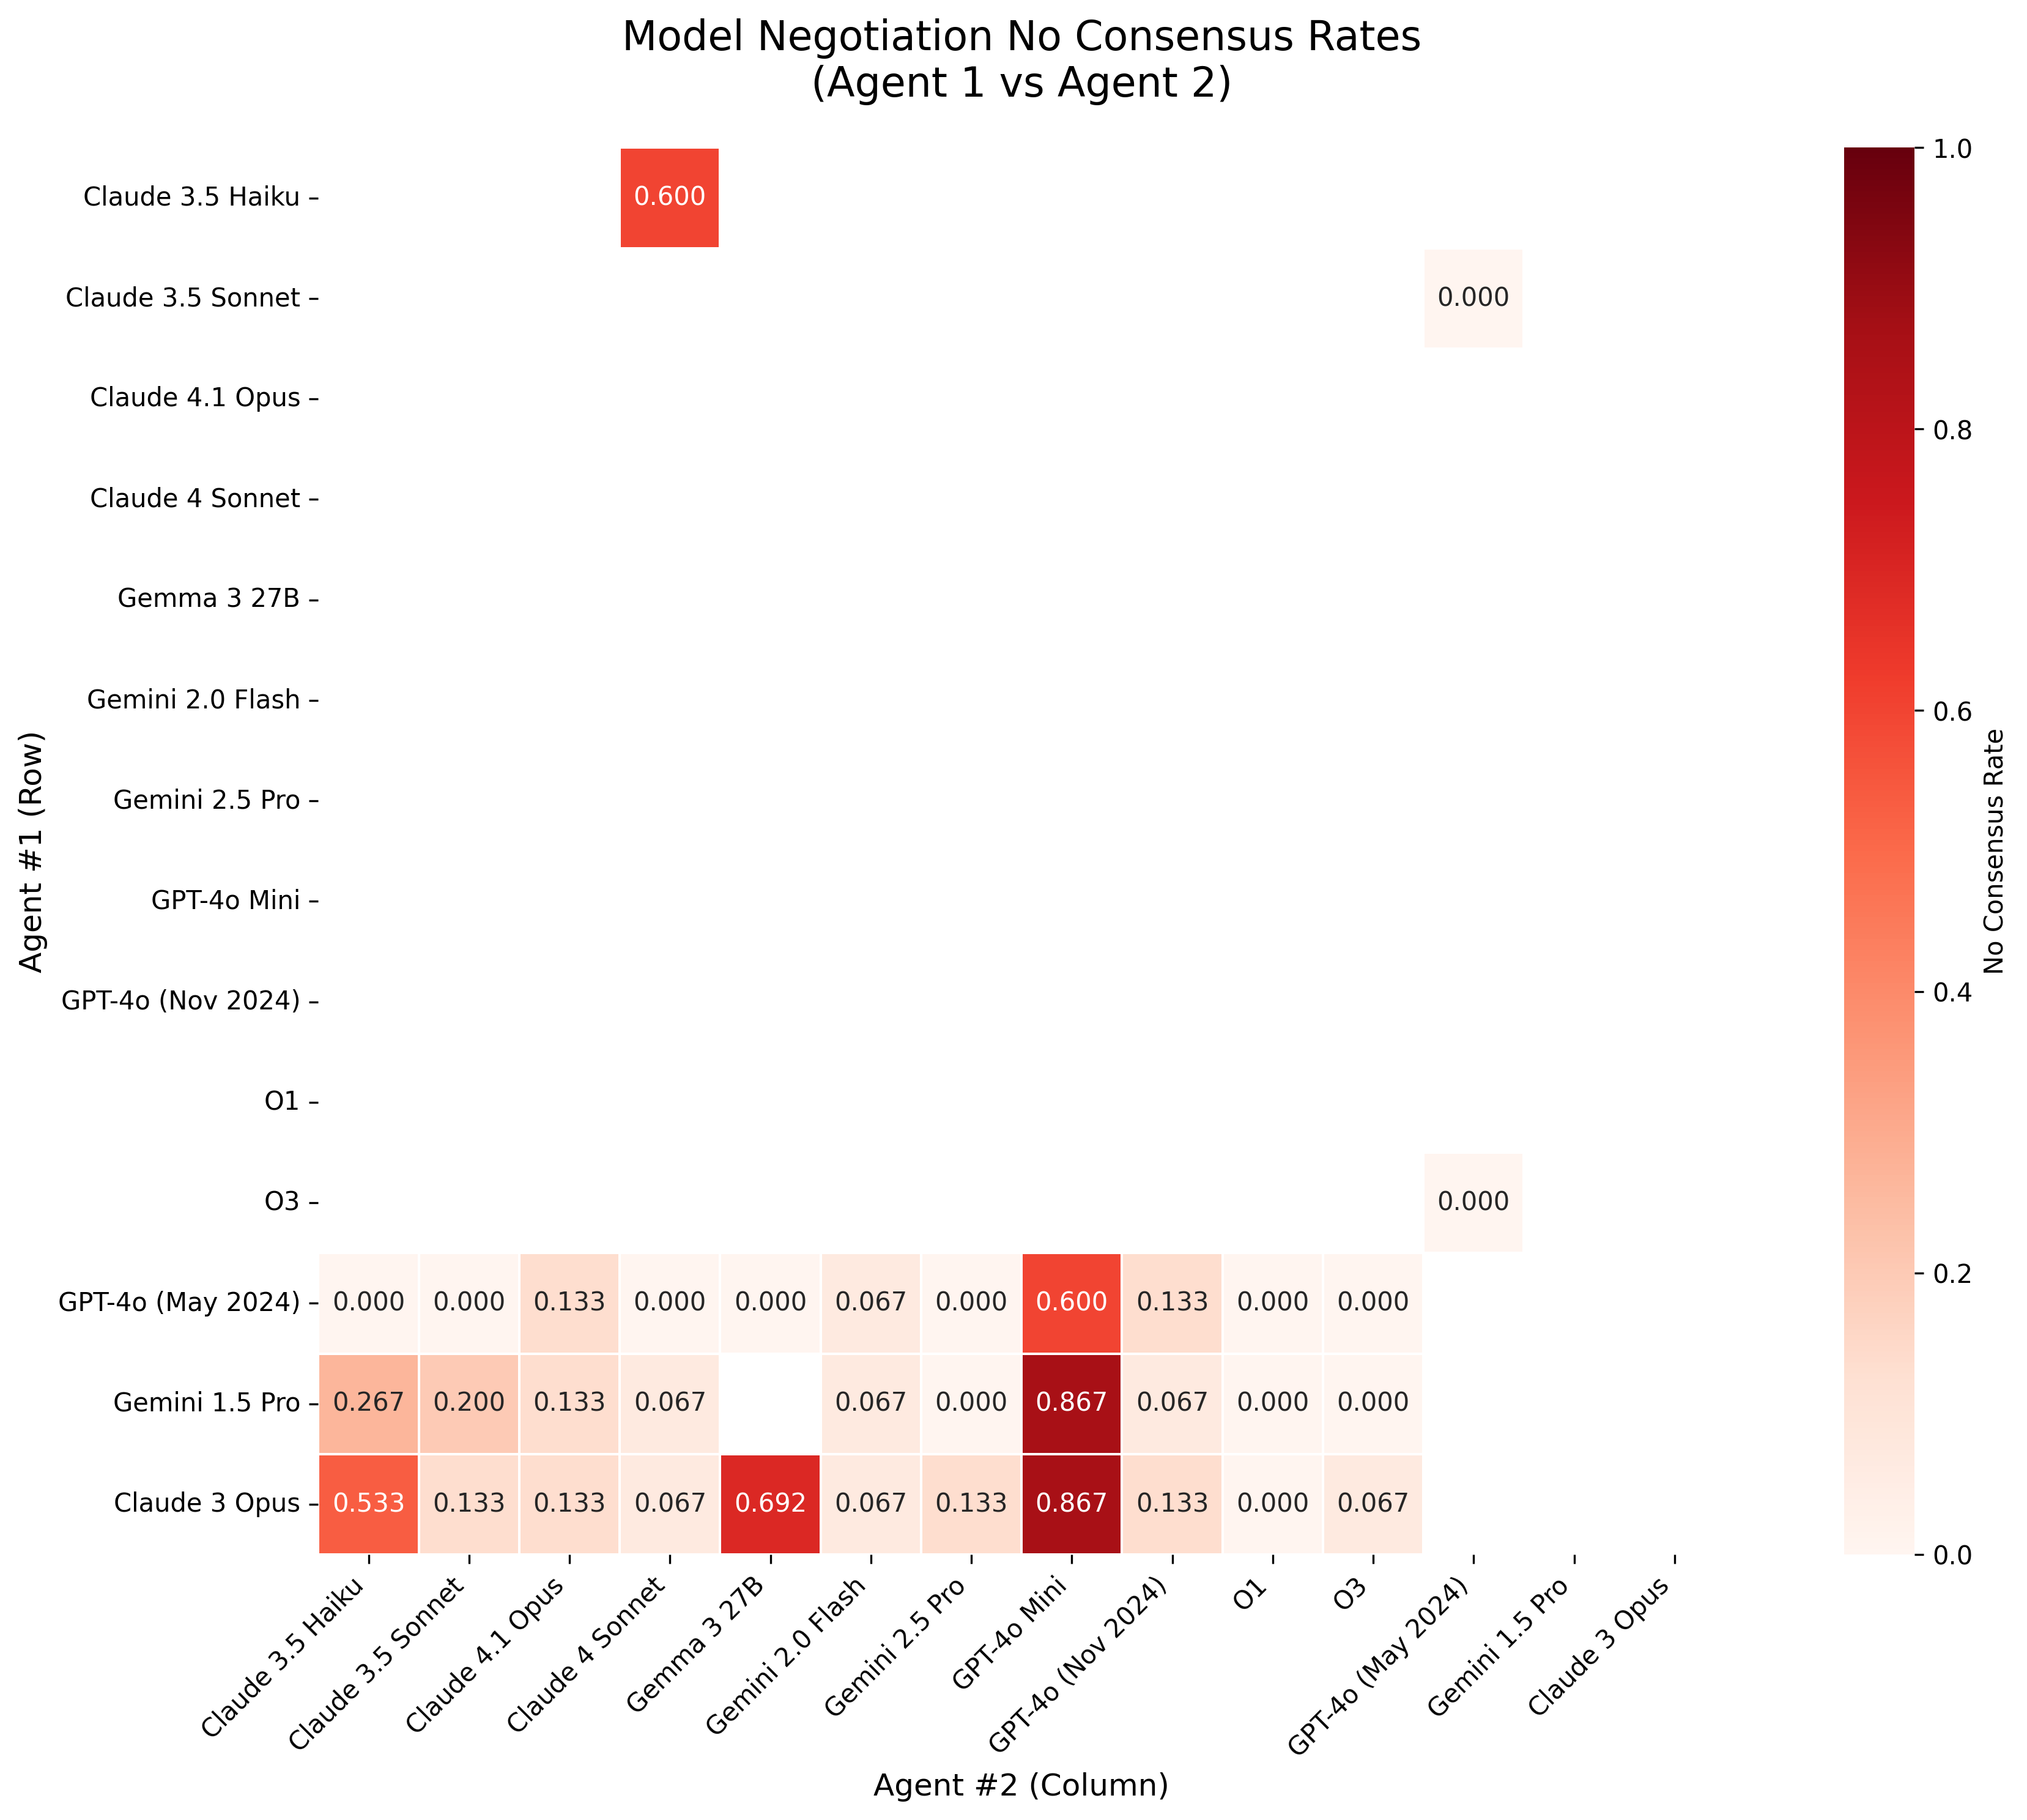 Model Negotiation No Consensus Rates
(Agent 1 vs Agent 2)
Agent #1 (Row)
Claude 3.5 Haiku
0.600
Claude 3.5 Sonnet
0.000
Claude 4.1 Opus
Claude 4 Sonnet
Gemma 3 27B
Gemini 2.0 Flash
Gemini 2.5 Pro
GPT-4o Mini
GPT-4o (Nov 2024)
O1
O3
0.000
GPT-4o (May 2024)
0.000 0.000 0.133 0.000 0.000 0.067 0.000 0.600 0.133 0.000 0.000
Gemini 1.5 Pro
0.267 0.200 0.133 0.067 0.067 0.000 0.867 0.067 0.000 0.000
Claude 3 Opus
0.533 0.133 0.133 0.067 0.692 0.067 0.133 0.867 0.133 0.000 0.067
Claude 3.5 Haiku
Claude 3.5 Sonnet
Claude 4.1 Opus
Claude 4 Sonnet
Gemma 3 27B
Gemini 2.0 Flash
Gemini 2.5 Pro
GPT-4o Mini
GPT-4o (Nov 2024)
O1
O3
GPT-4o (May 2024)
Gemini 1.5 Pro
Claude 3 Opus
Agent #2 (Column)
1.0
0.8
0.6
0.4
0.2
0.0
No Consensus Rate